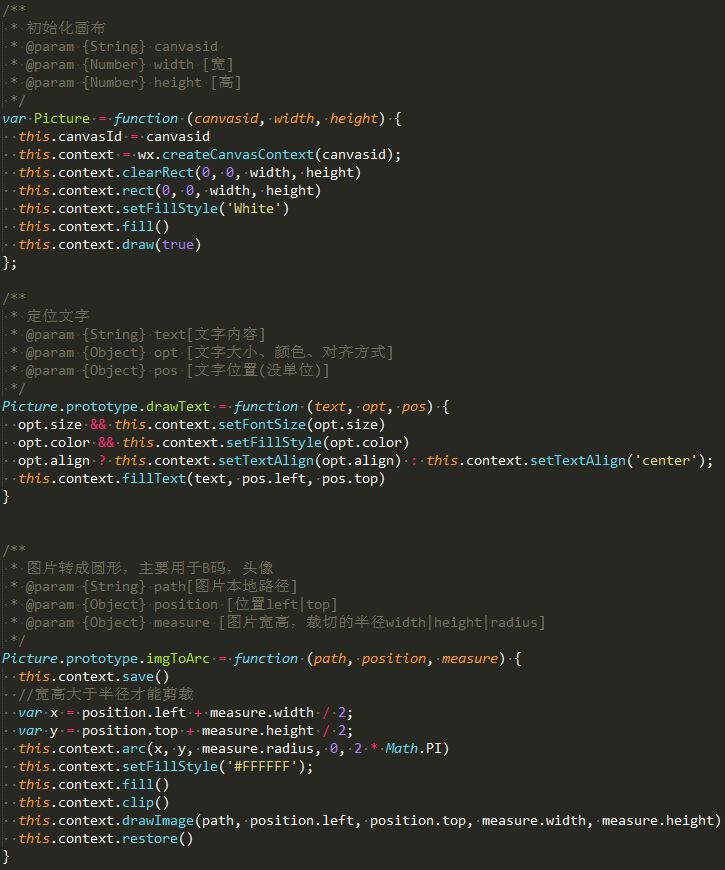 /**
 * 初始化画布
 * @param {String} canvasid
 * @param {Number} width [宽]
 * @param {Number} height [高]
 */
var Picture = function (canvasid, width, height) {
  this.canvasId = canvasid
  this.context = wx.createCanvasContext(canvasid);
  this.context.clearRect(0, 0, width, height)
  this.context.rect(0, 0, width, height)
  this.context.setFillStyle('White')
  this.context.fill()
  this.context.draw(true)
};

/**
 * 定位文字
 * @param {String} text[文字内容]
 * @param {Object} opt [文字大小、颜色、对齐方式]
 * @param {Object} pos [文字位置(没单位)]
 */
Picture.prototype.drawText = function (text, opt, pos) {
  opt.size && this.context.setFontSize(opt.size)
  opt.color && this.context.setFillStyle(opt.color)
  opt.align ? this.context.setTextAlign(opt.align) : this.context.setTextAlign('center');
  this.context.fillText(text, pos.left, pos.top)
}


/**
 * 图片转成圆形，主要用于B码，头像
 * @param {String} path[图片本地路径]
 * @param {Object} position [位置left|top]
 * @param {Object} measure [图片宽高，裁切的半径width|height|radius]
 */
Picture.prototype.imgToArc = function (path, position, measure) {
  this.context.save()
  //宽高大于半径才能剪裁
  var x = position.left + measure.width / 2;
  var y = position.top + measure.height / 2;
  this.context.arc(x, y, measure.radius, 0, 2 * Math.PI)
  this.context.setFillStyle('#FFFFFF');
  this.context.fill()
  this.context.clip()
  this.context.drawImage(path, position.left, position.top, measure.width, measure.height)
  this.context.restore()
}